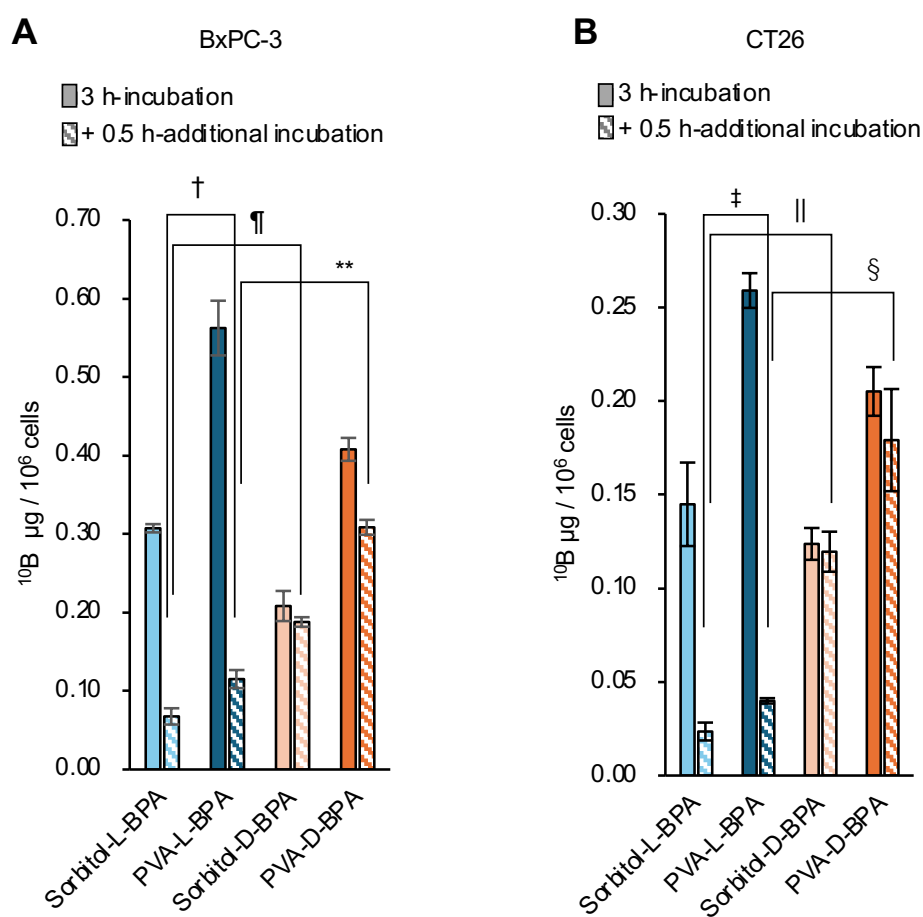 A
BxPC-3
3 h-incubation
+ 0.5 h-additional incubation
†
¶
**
0.70
0.60
0.50
0.40
0.30
0.20
0.10
0.00
¹⁰B µg / 10⁶ cells
Sorbitol-L-BPA
PVA-L-BPA
Sorbitol-D-BPA
PVA-D-BPA
B
CT26
3 h-incubation
+ 0.5 h-additional incubation
‡
||
§
0.30
0.25
0.20
0.15
0.10
0.05
0.00
¹⁰B µg / 10⁶ cells
Sorbitol-L-BPA
PVA-L-BPA
Sorbitol-D-BPA
PVA-D-BPA